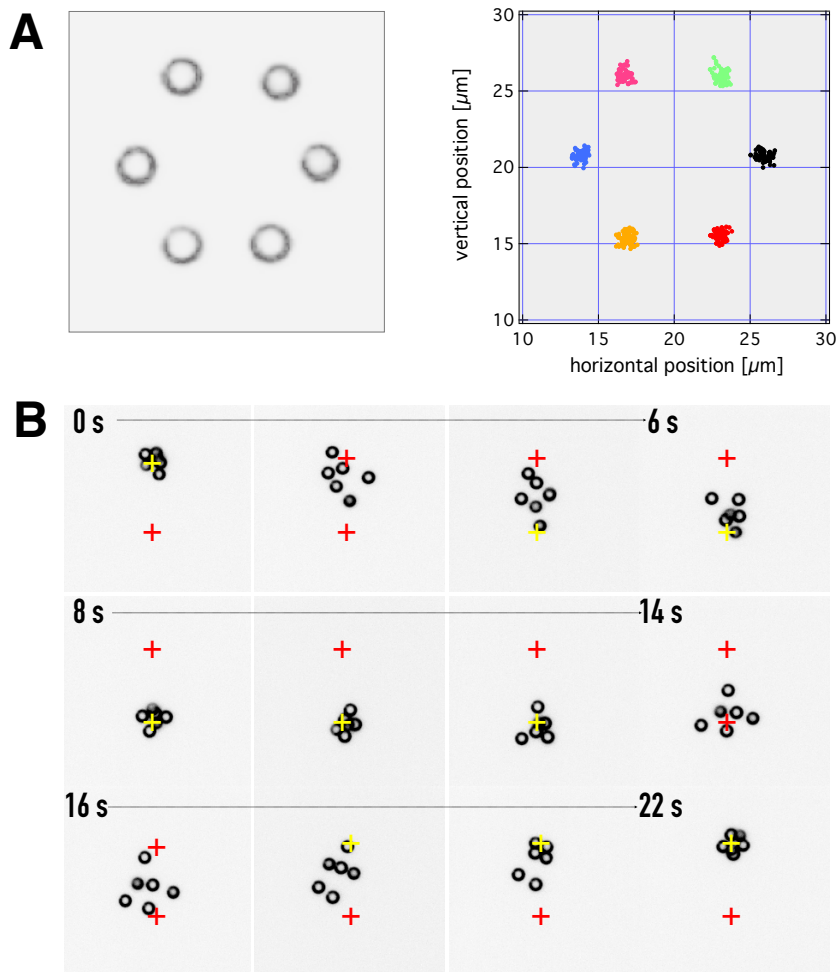 A
30
25
20
15
10
vertical position [µm]
10 15 20 25 30
horizontal position [µm]
B
0 s 6 s
8 s 14 s
16 s 22 s